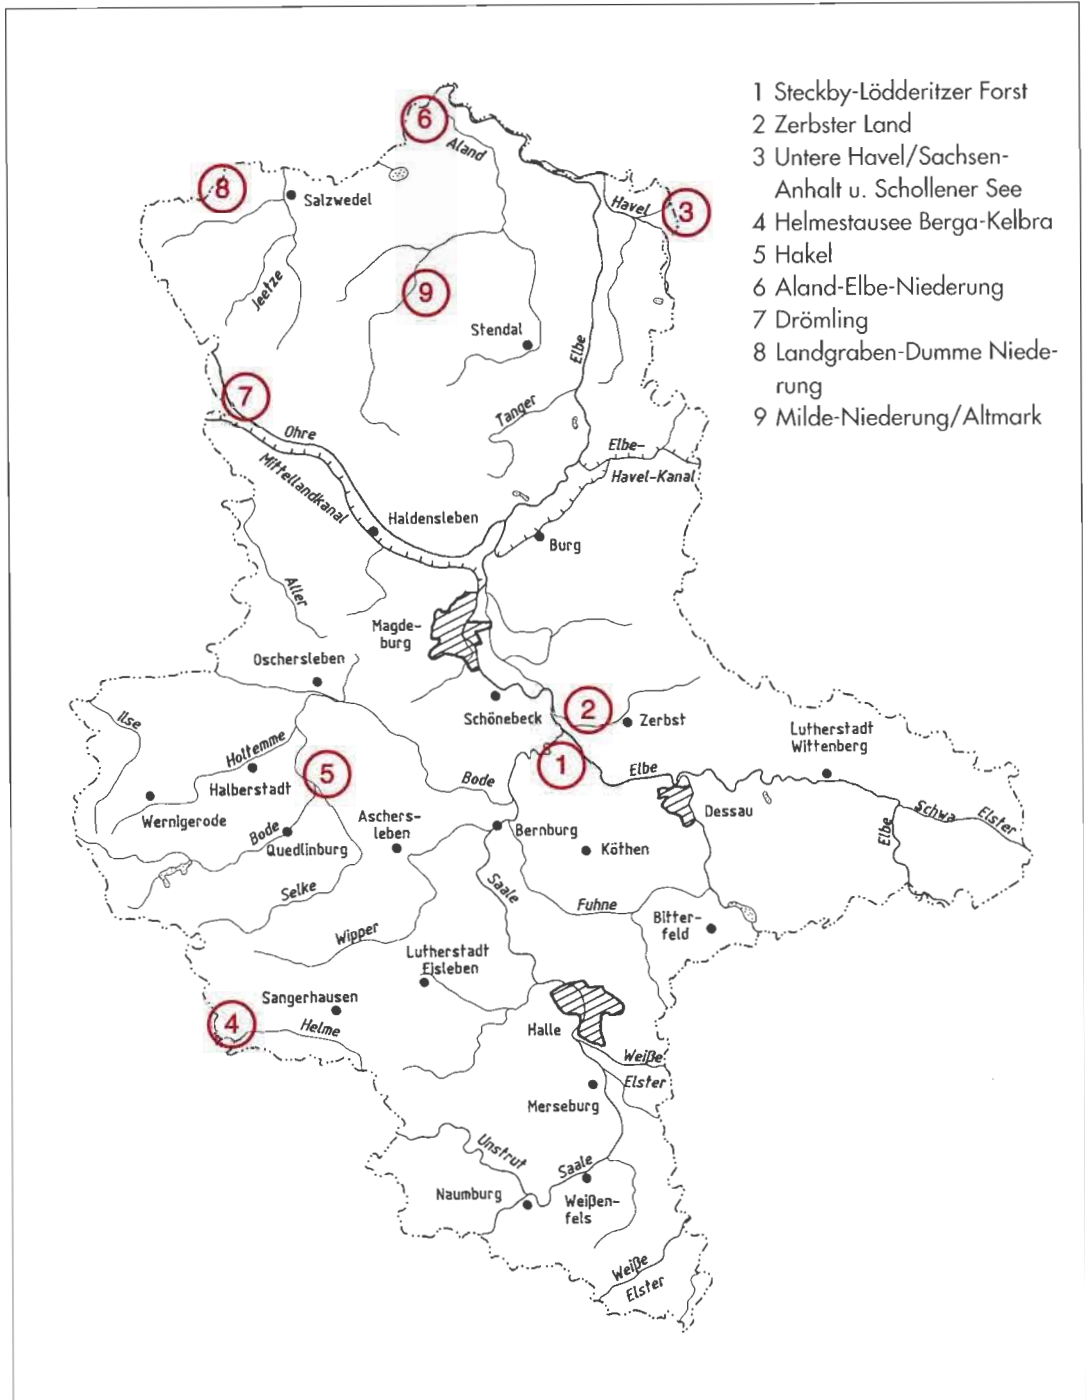 1 Steckby-Lödderitzer Forst
2 Zerbster Land
3 Untere Havel/Sachsen-
Anhalt u. Schollener See
4 Helmestausee Berga-Kelbra
5 Hakel
6 Aland-Elbe-Niederung
7 Drömling
8 Landgraben-Dumme Niede-
rung
9 Milde-Niederung/Altmark
6
Aland
8
Salzwedel
Havel
3
Jeetze
9
Stendal
Elbe
7
Tanger
Ohre
Elbe-
Havel-Kanal
Mittellandkanal
Haldensleben
Burg
Aller
Magde-
burg
Oschersleben
2
Schönebeck
Zerbst
Ilse
Lutherstadt
Wittenberg
Holtemme
5
1
Elbe
Halberstadt
Bode
Wernigerode
Aschers-
leben
Dessau
Schwa
Elster
Elbe
Bode
Quedlinburg
Bernburg
Köthen
Selke
Saale
Fuhne
Bitter-
feld
Wipper
Lutherstadt
Eisleben
Sangerhausen
4
Helme
Halle
Weiße
Elster
Merseburg
Unstrut
Saale
Naumburg
Weißen-
fels
Weiße
Elster